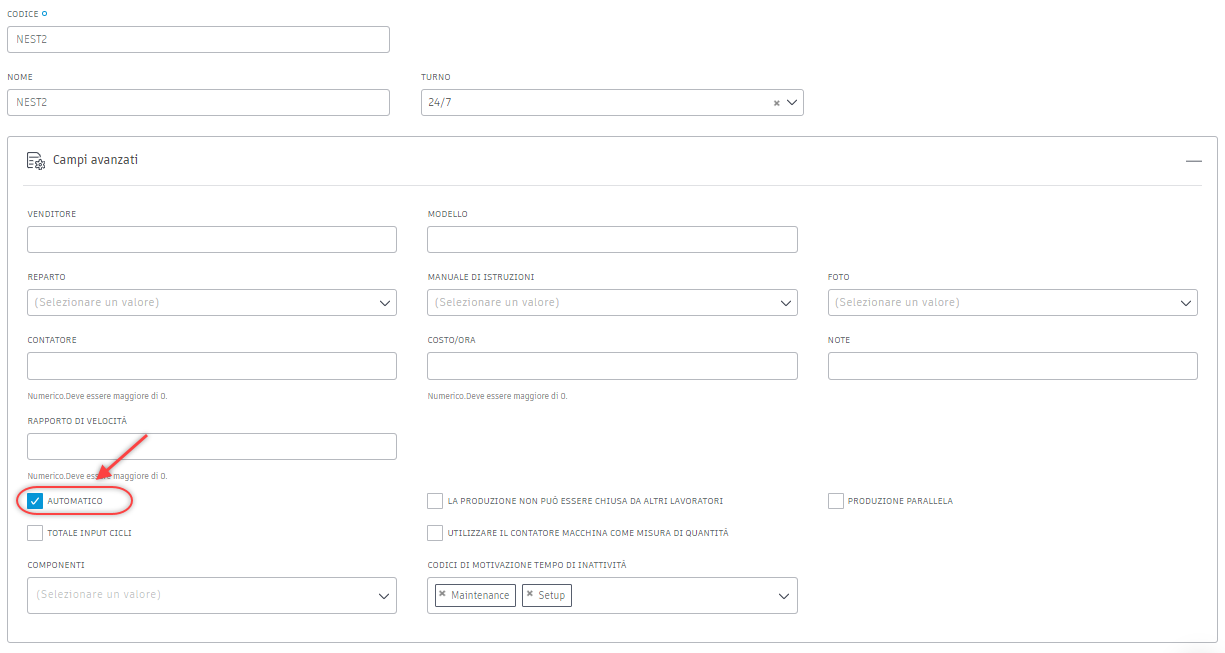 CODICE
NEST2
NOME
TURNO
NEST2
24/7
Campi avanzati
VENDITORE
MODELLO
REPARTO
MANUALE DI ISTRUZIONI
FOTO
(Selezionare un valore)
(Selezionare un valore)
(Selezionare un valore)
CONTATORE
COSTO/ORA
NOTE
Numerico.Deve essere maggiore di 0.
Numerico.Deve essere maggiore di 0.
RAPPORTO DI VELOCITÀ
Numerico.Deve essere maggiore di 0.
AUTOMATICO
LA PRODUZIONE NON PUÒ ESSERE CHIUSA DA ALTRI LAVORATORI
PRODUZIONE PARALLELA
TOTALE INPUT CICLI
UTILIZZARE IL CONTATORE MACCHINA COME MISURA DI QUANTITÀ
COMPONENTI
CODICI DI MOTIVAZIONE TEMPO DI INATTIVITÀ
(Selezionare un valore)
Maintenance
Setup